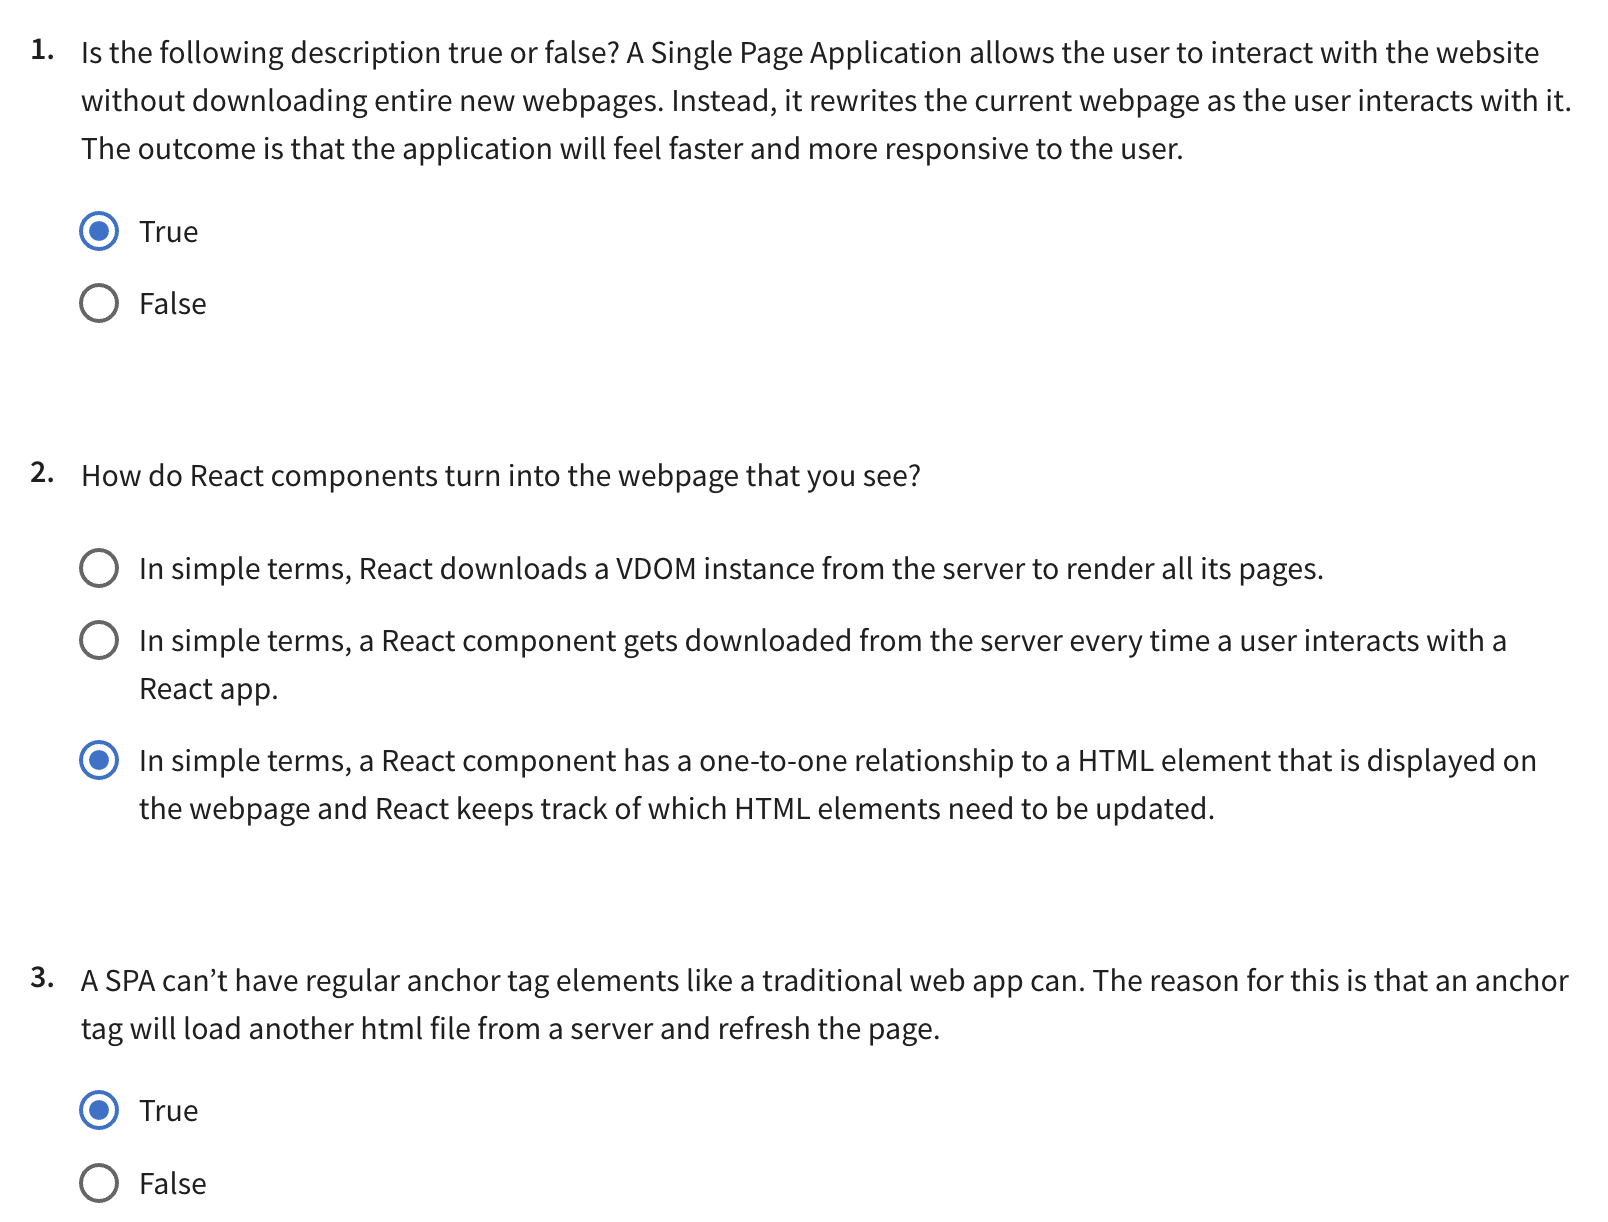 1. Is the following description true or false? A Single Page Application allows the user to interact with the website
without downloading entire new webpages. Instead, it rewrites the current webpage as the user interacts with it.
The outcome is that the application will feel faster and more responsive to the user.
True
False
2. How do React components turn into the webpage that you see?
In simple terms, React downloads a VDOM instance from the server to render all its pages.
In simple terms, a React component gets downloaded from the server every time a user interacts with a
React app.
In simple terms, a React component has a one-to-one relationship to a HTML element that is displayed on
the webpage and React keeps track of which HTML elements need to be updated.
3. A SPA can’t have regular anchor tag elements like a traditional web app can. The reason for this is that an anchor
tag will load another html file from a server and refresh the page.
True
False